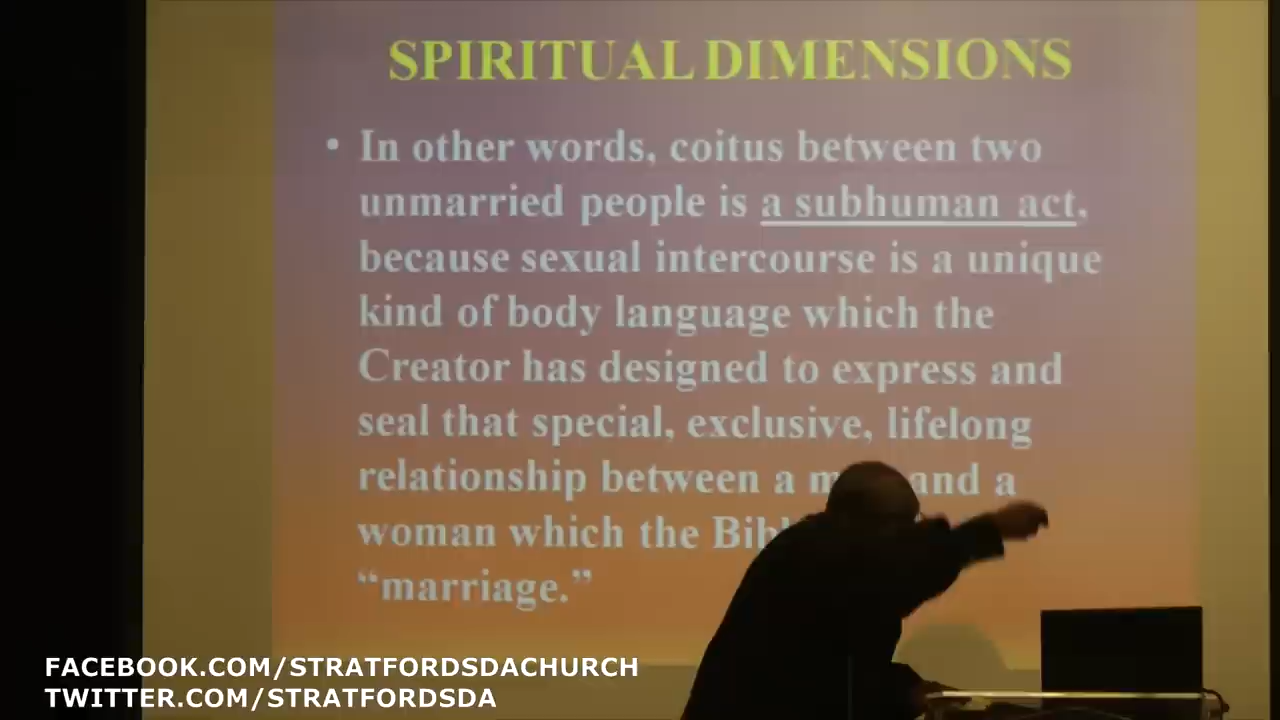 SPIRITUAL DIMENSIONS
• In other words, coitus between two
unmarried people is a subhuman act,
because sexual intercourse is a unique
kind of body language which the
Creator has designed to express and
seal that special, exclusive, lifelong
relationship between a and a
woman which the
“marriage.”
FACEBOOK.COM/STRATFORDSDACHURCH
TWITTER.COM/STRATFORDSDA